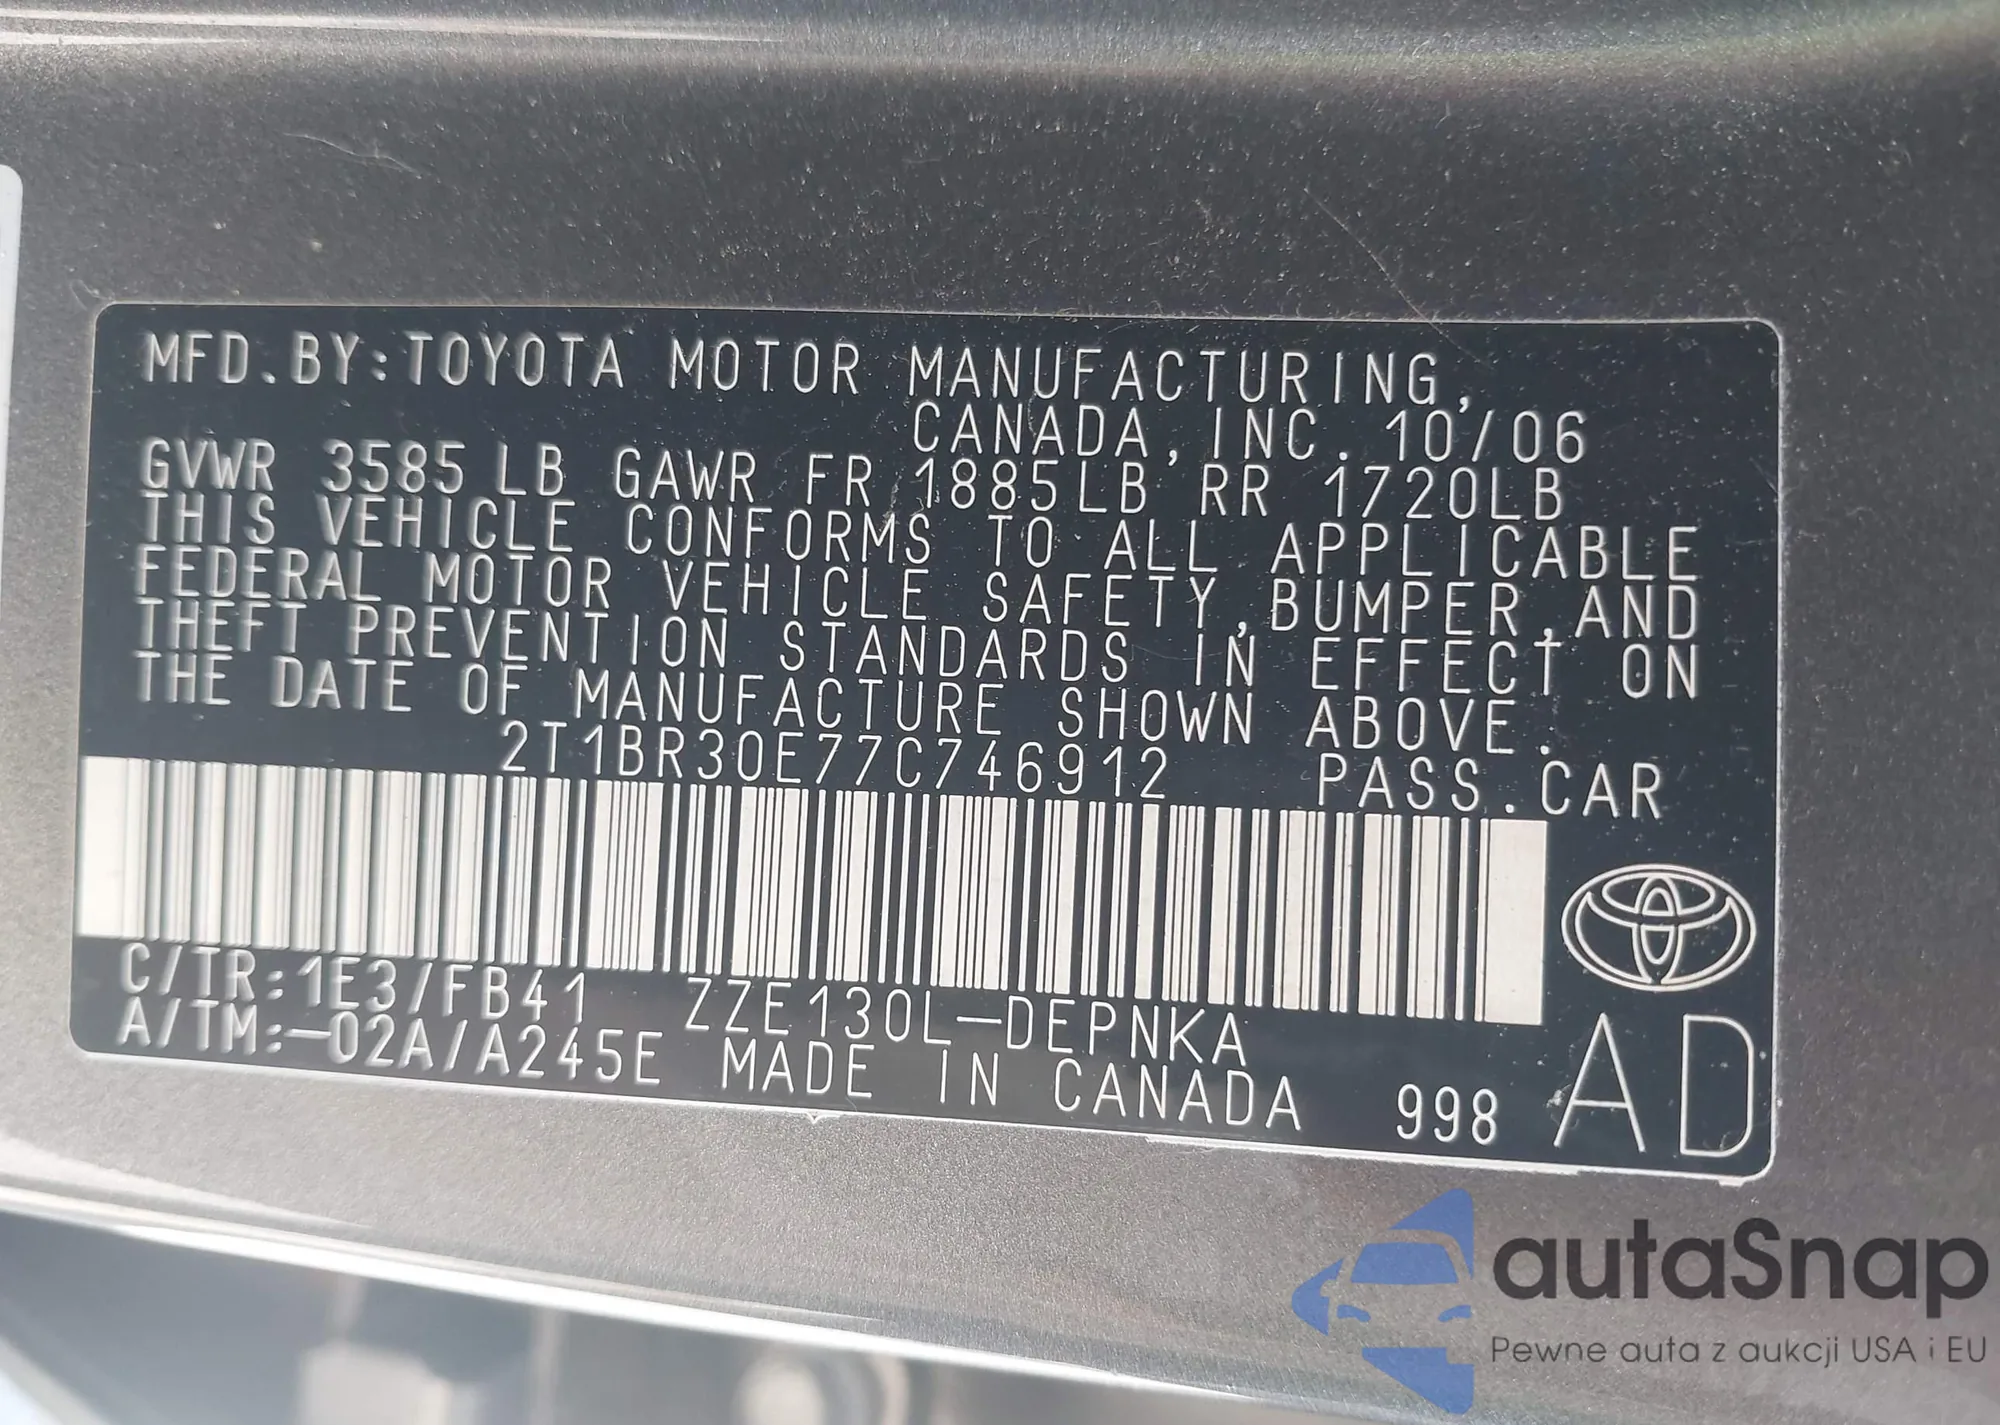 MFD.BY:TOYOTA MOTOR MANUFACTURING,
CANADA,INC. 10/06
GVWR 3585LB GAWR FR 1885LB RR 1720LB
THIS VEHICLE CONFORMS TO ALL APPLICABLE
FEDERAL MOTOR VEHICLE SAFETY,BUMPER,AND
THEFT PREVENTION STANDARDS IN EFFECT ON
THE DATE OF MANUFACTURE SHOWN ABOVE.
2T1BR30E77C746912 PASS.CAR
C/TR:1E3/FB41 ZZE130L-DEPNKA
A/TM:-02A/A245E MADE IN CANADA 998 AD
autaSnap
Pewne auta z aukcji USA i EU